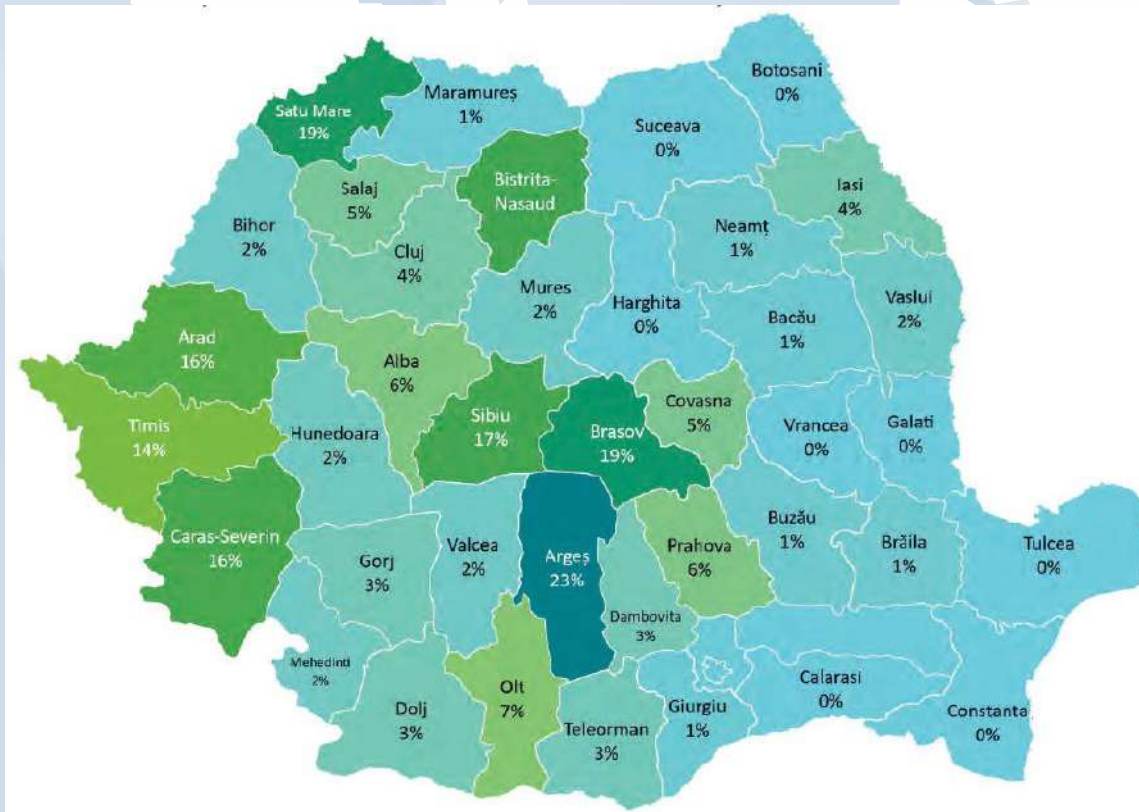 Botosani
0%
Maramureș
1%
Satu Mare
19%
Suceava
0%
Bistrita-
Nasaud
Salaj
5%
Iasi
4%
Bihor
2%
Neamț
1%
Cluj
4%
Mures
2%
Harghita
0%
Vaslui
2%
Bacău
1%
Arad
16%
Alba
6%
Covasna
5%
Sibiu
17%
Brasov
19%
Vrancea
0%
Galati
0%
Timis
14%
Hunedoara
2%
Caras-Severin
16%
Gorj
3%
Valcea
2%
Argeș
23%
Prahova
6%
Buzău
1%
Brăila
1%
Tulcea
0%
Dambovita
3%
Mehedinti
2%
Olt
7%
Dolj
3%
Teleorman
3%
Giurgiu
1%
Calarasi
0%
Constanta
0%